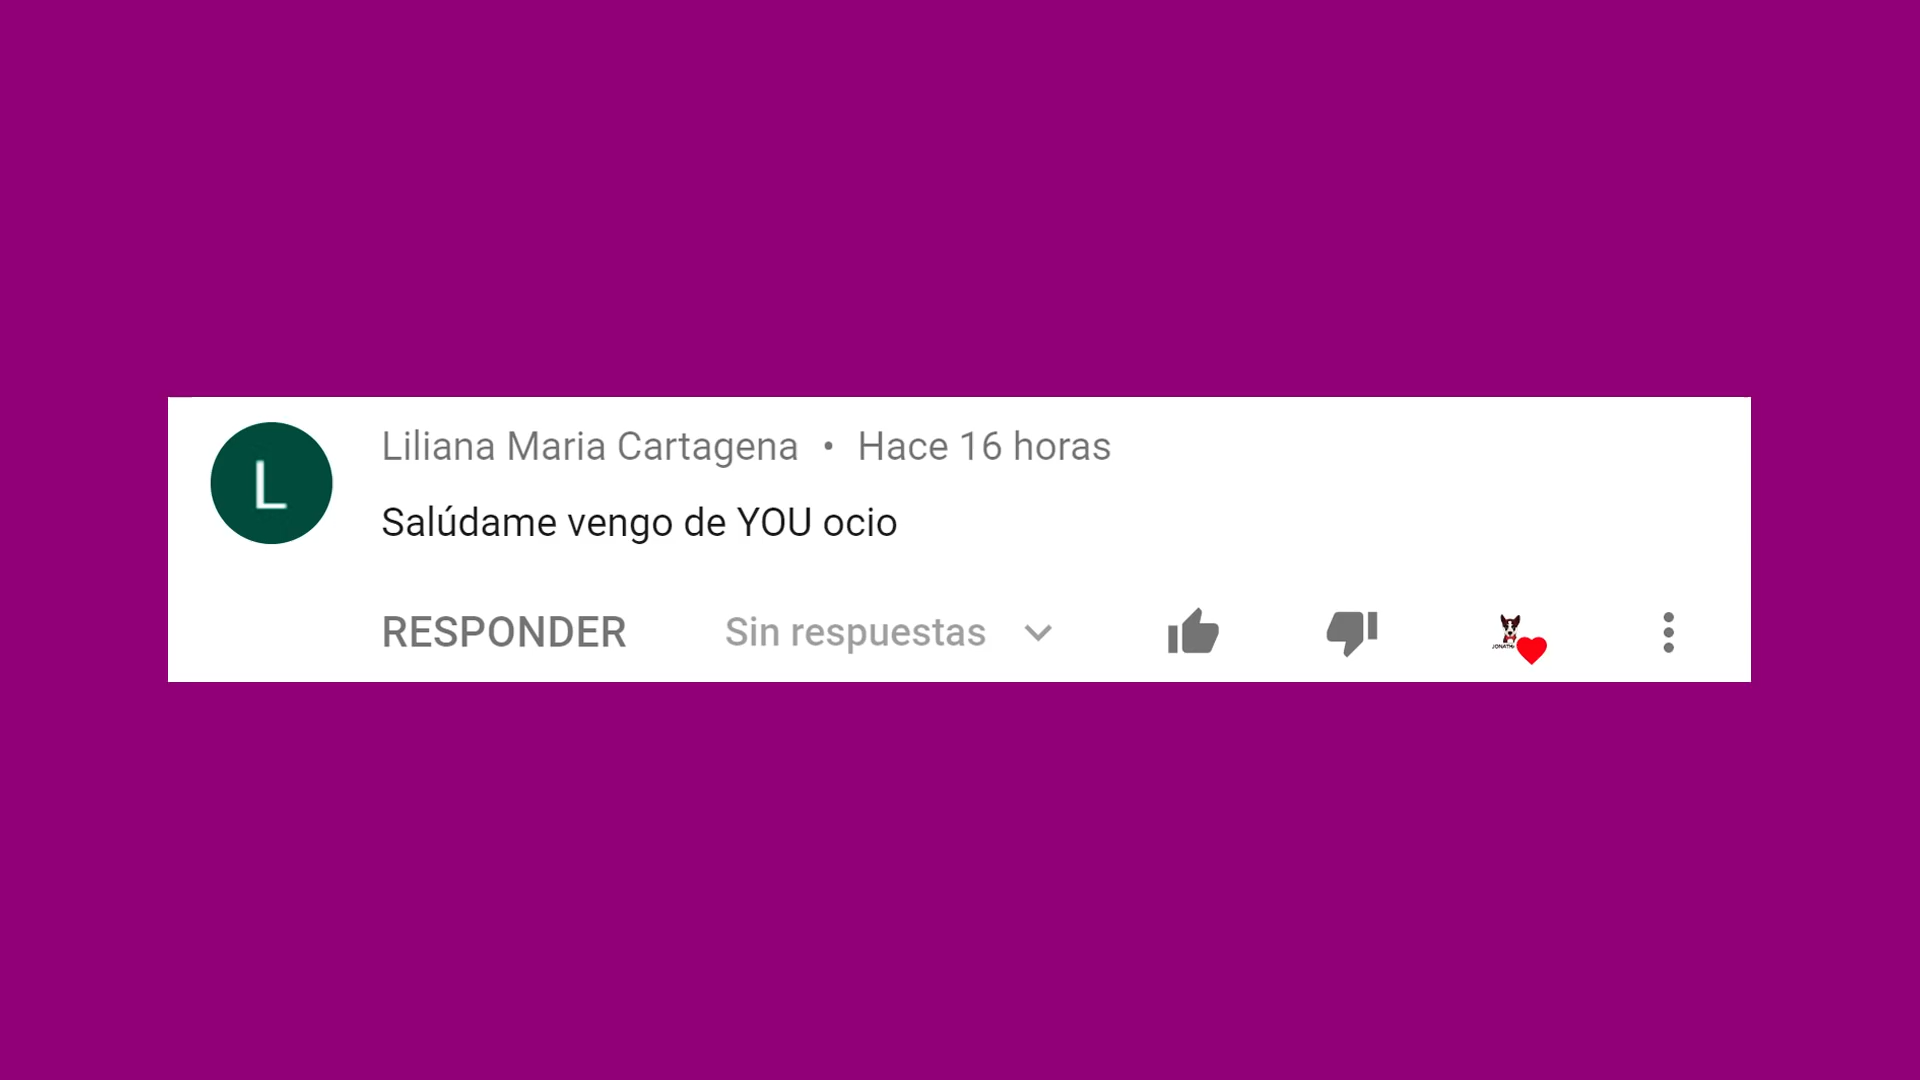 L
Liliana Maria Cartagena • Hace 16 horas
Salúdame vengo de YOU ocio
RESPONDER Sin respuestas